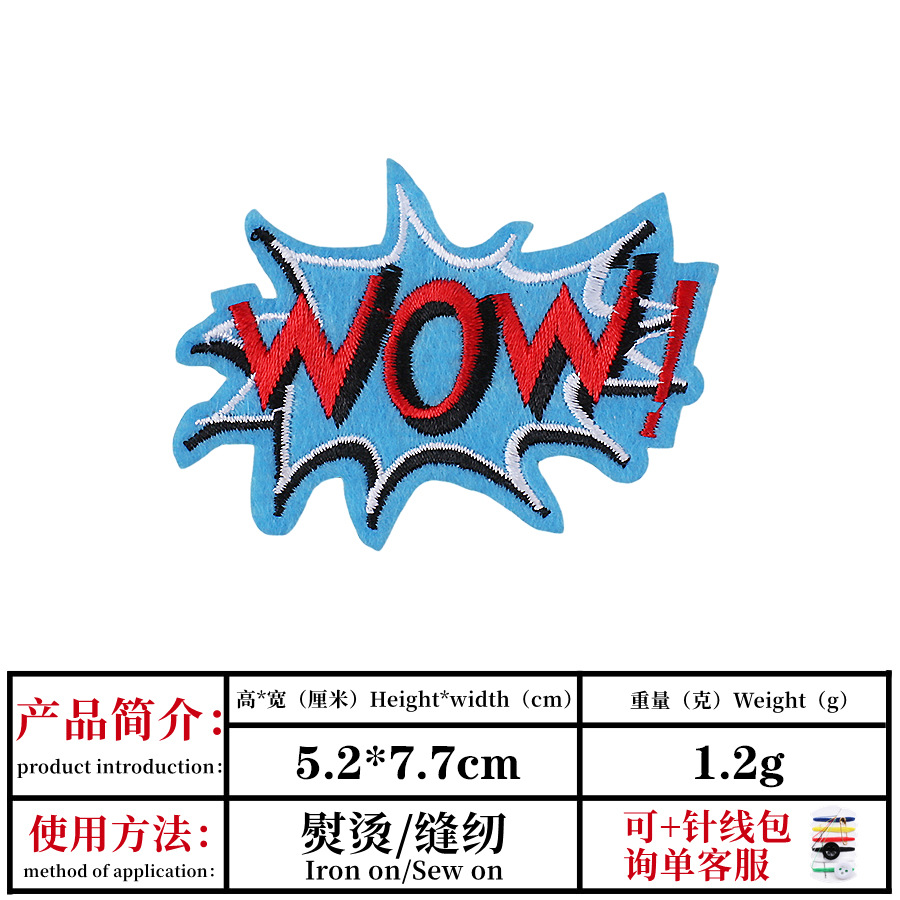 WOW!
产品简介:
product introduction:
高*宽（厘米）Height*width（cm）
5.2*7.7cm
重量（克）Weight（g）
1.2g
使用方法:
method of application:
熨烫/缝纫
Iron on/Sew on
可+针线包
询单客服